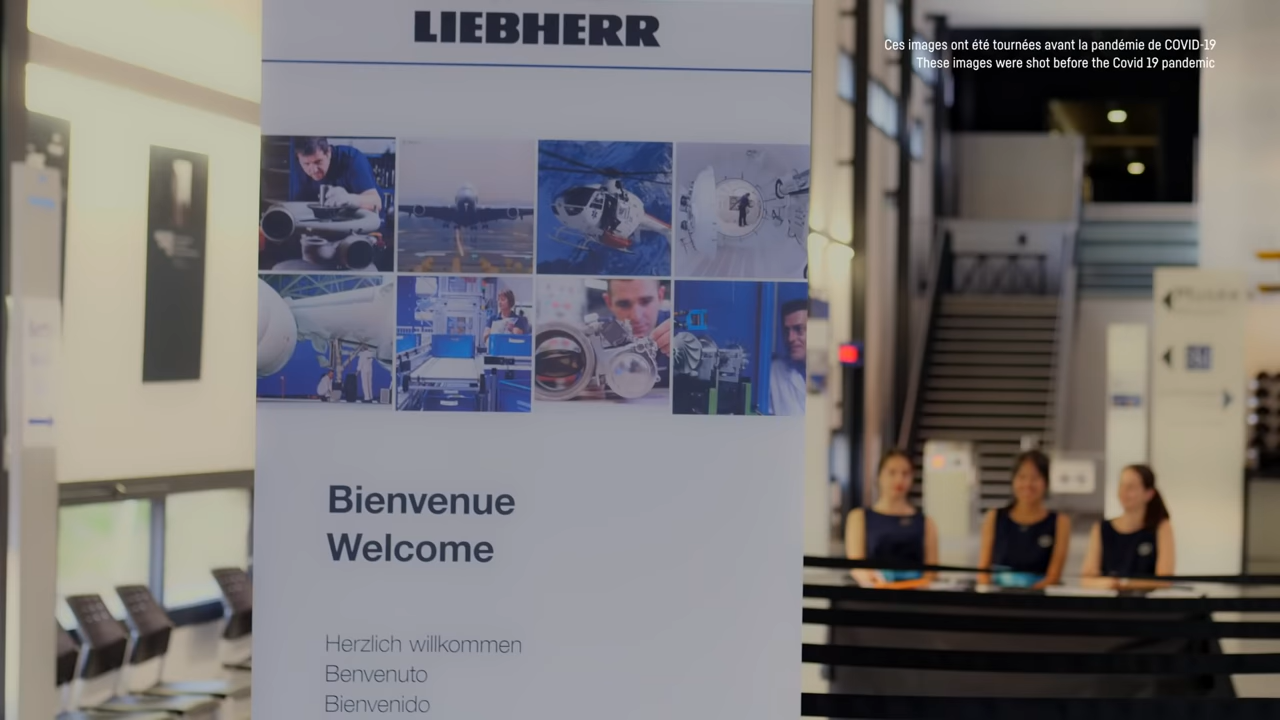 LIEBHERR
Ces images ont été tournées avant la pandémie de COVID-19
These images were shot before the Covid 19 pandemic
Bienvenue
Welcome
Herzlich willkommen
Benvenuto
Bienvenido